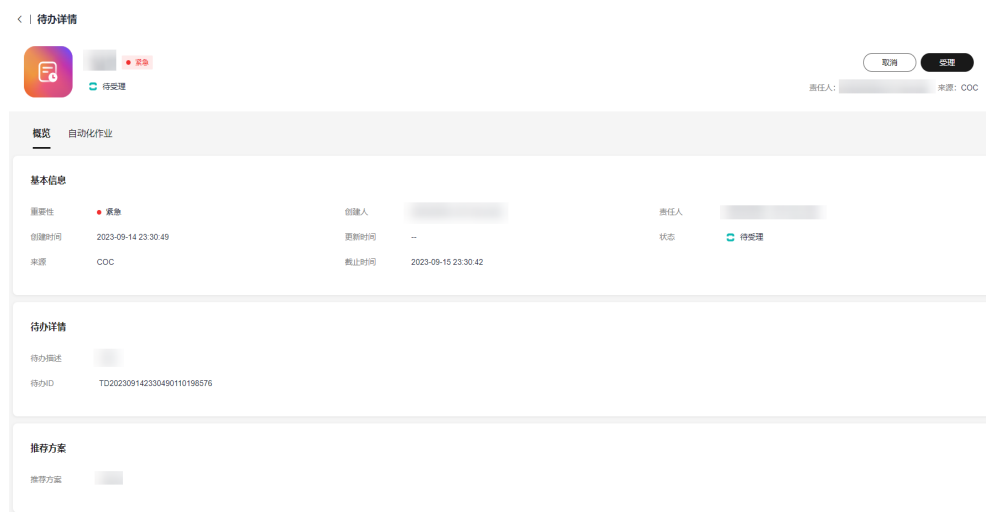 < | 待办详情
紧急
取消 受理
待受理
责任人: 来源: COC
概览 自动化作业
基本信息
重要性 紧急 创建人 责任人
创建时间 2023-09-14 23:30:49 更新时间 -- 状态 待受理
来源 COC 截止时间 2023-09-15 23:30:42
待办详情
待办描述
待办ID TD202309142330490110198576
推荐方案
推荐方案